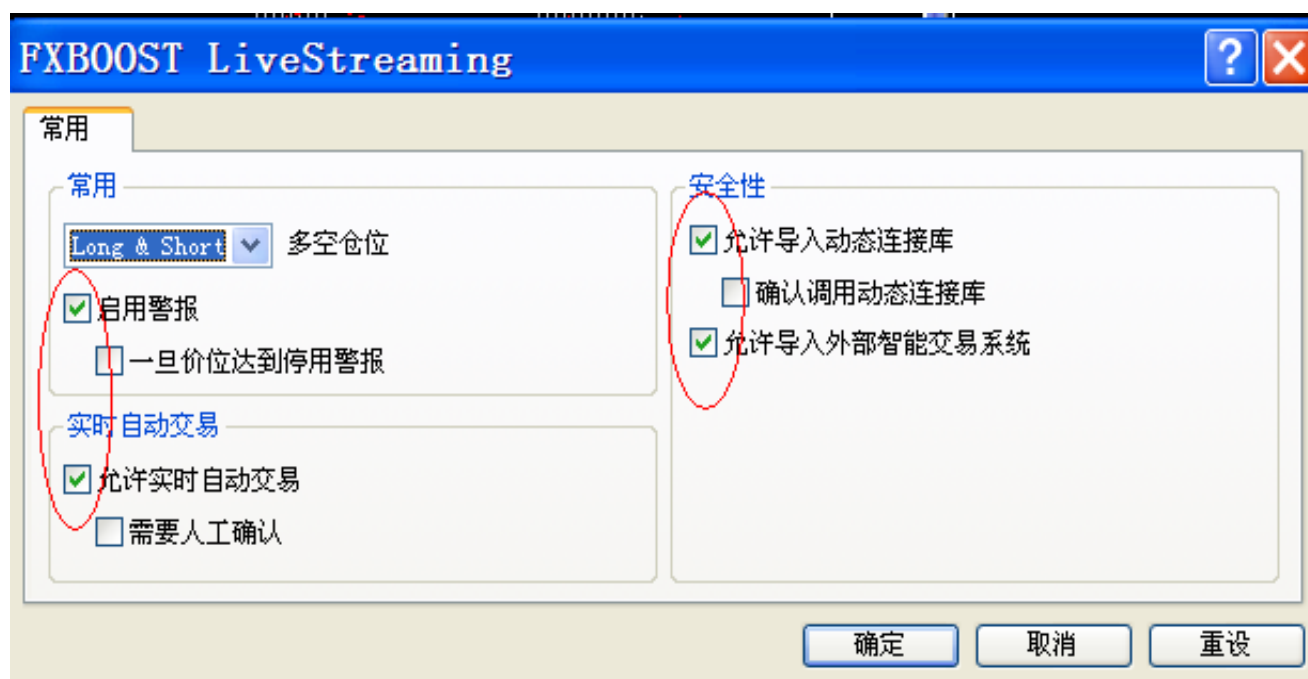 FXBOOST LiveStreaming
常用
常用
Long & Short 多空仓位
启用警报
一旦价位达到停用警报
实时自动交易
允许实时自动交易
需要人工确认
安全性
允许导入动态连接库
确认调用动态连接库
允许导入外部智能交易系统
确定 取消 重设